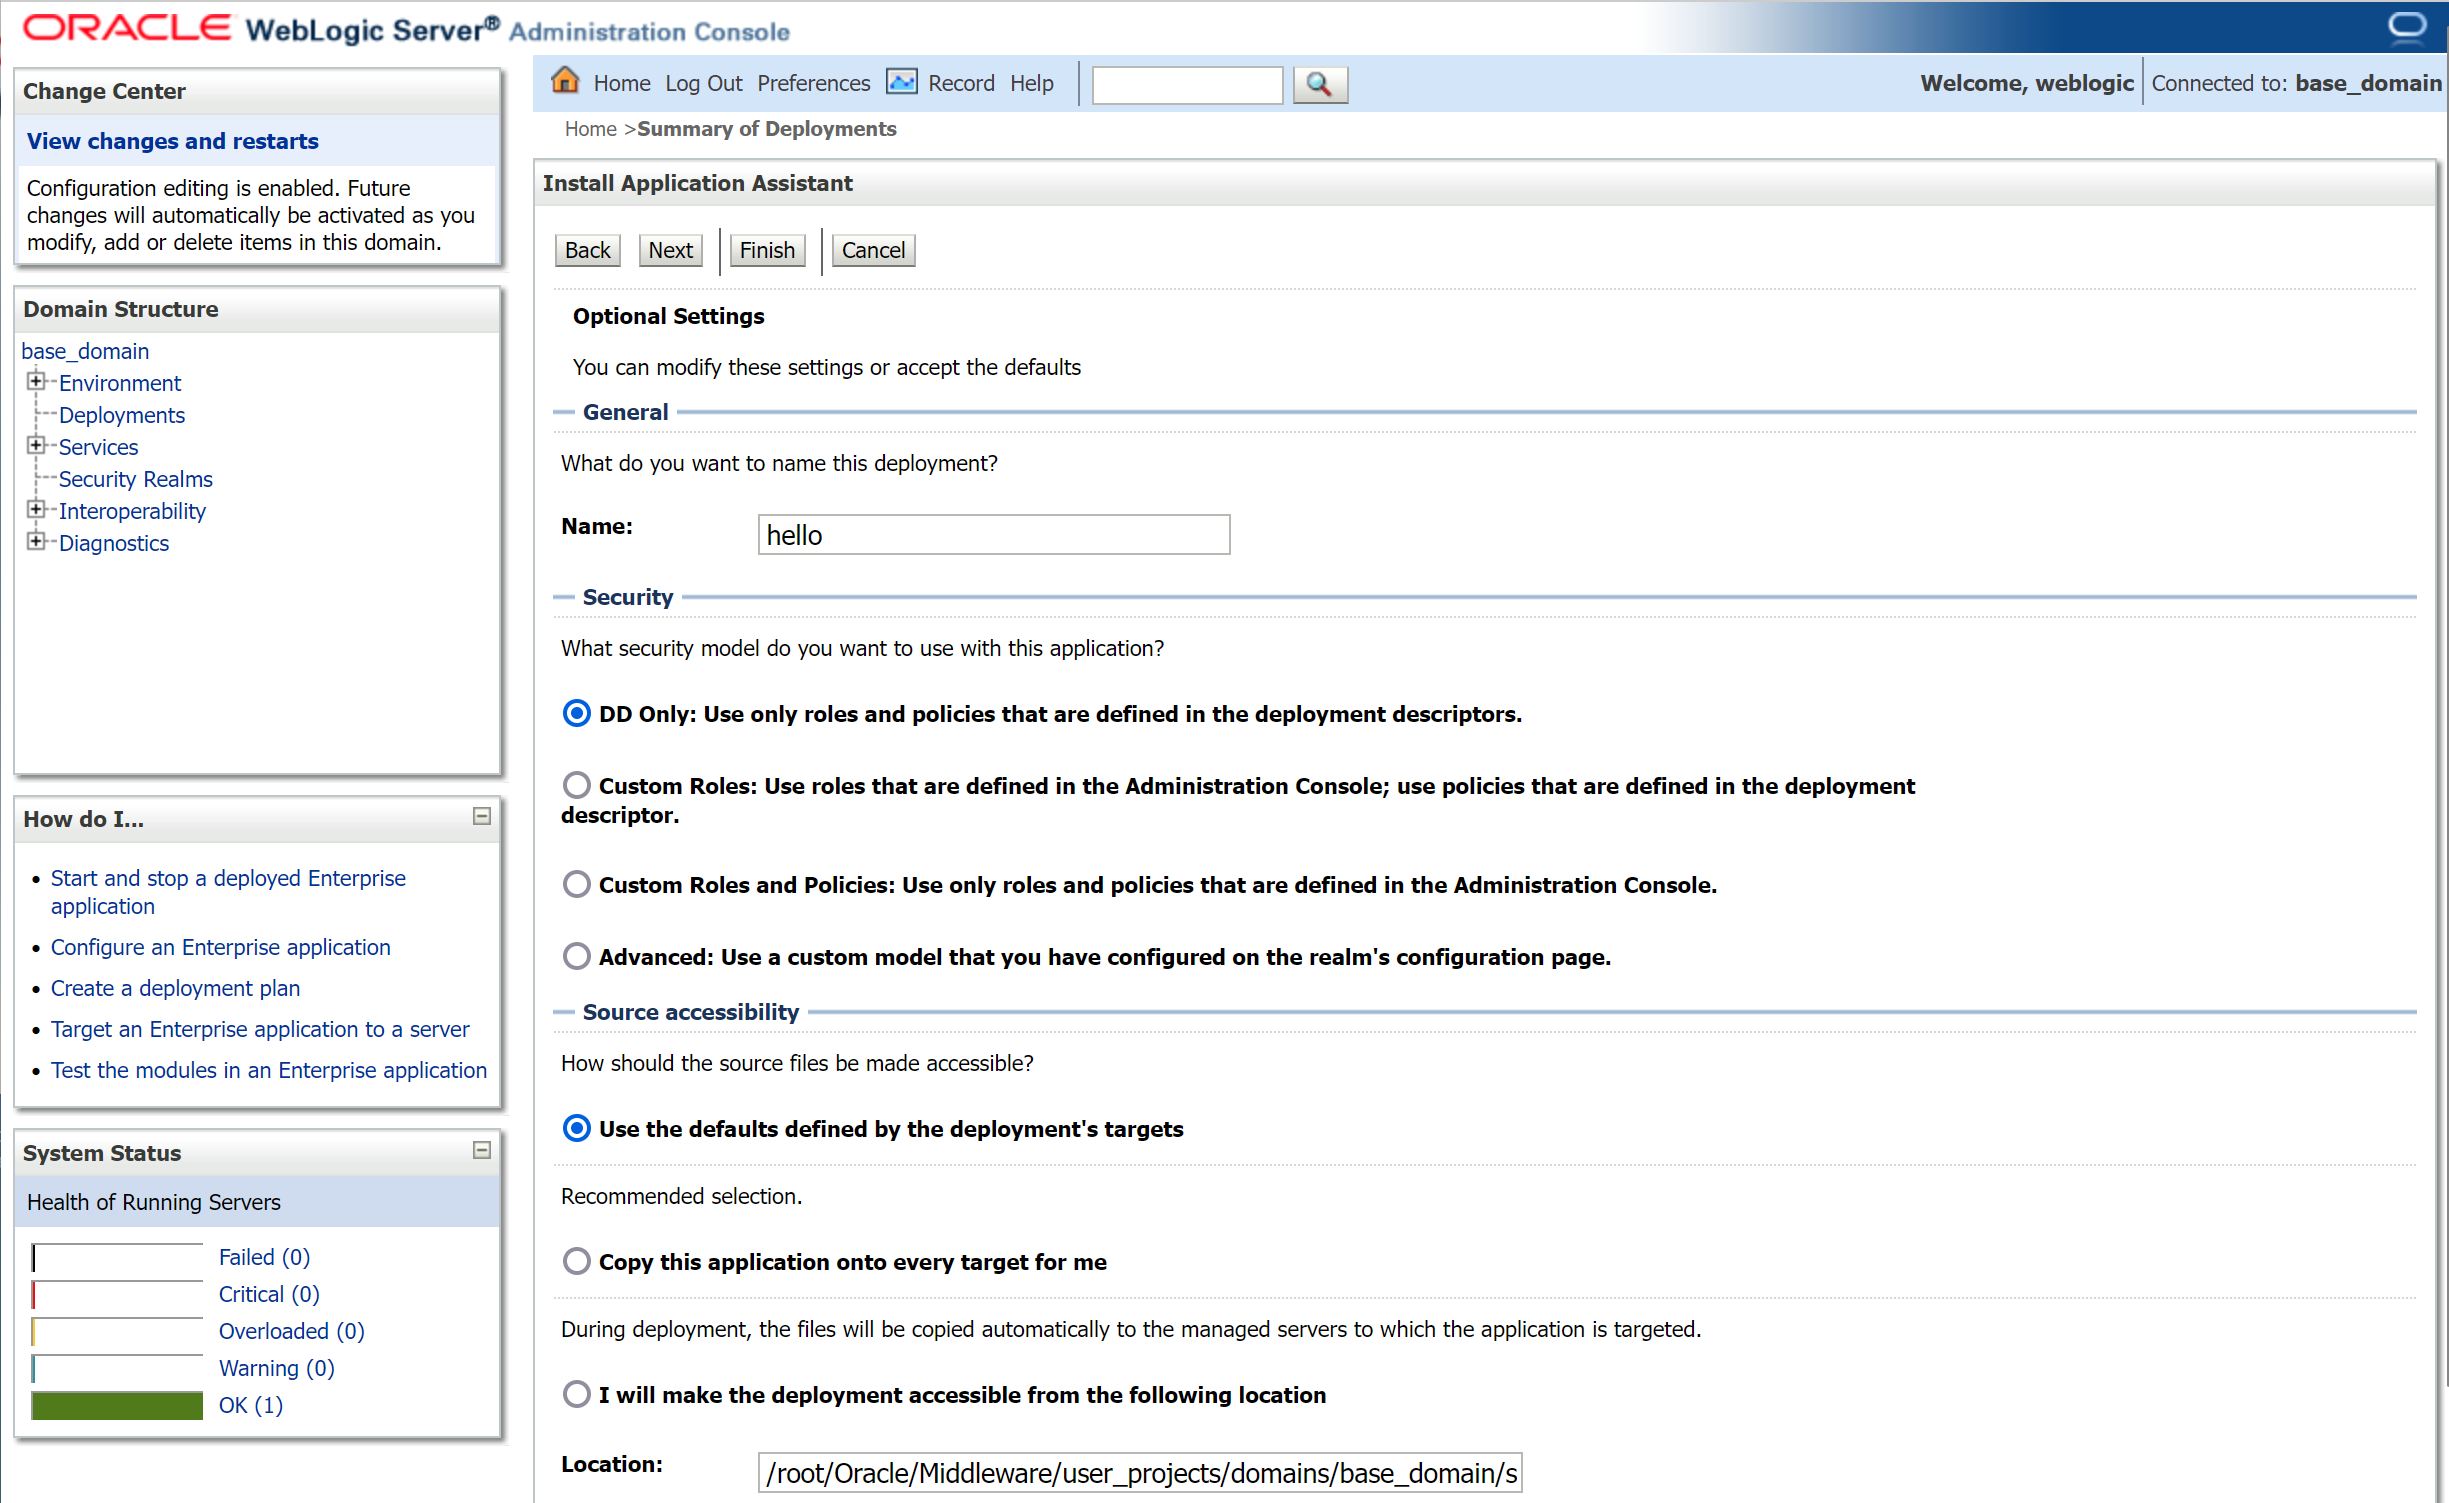 ORACLE WebLogic Server® Administration Console
Change Center
View changes and restarts
Configuration editing is enabled. Future
changes will automatically be activated as you
modify, add or delete items in this domain.
Domain Structure
base_domain
Environment
Deployments
Services
Security Realms
Interoperability
Diagnostics
How do I...
• Start and stop a deployed Enterprise
application
• Configure an Enterprise application
• Create a deployment plan
• Target an Enterprise application to a server
• Test the modules in an Enterprise application
System Status
Health of Running Servers
Failed (0)
Critical (0)
Overloaded (0)
Warning (0)
OK (1)
Home Log Out Preferences Record Help
Welcome, weblogic Connected to: base_domain
Home >Summary of Deployments
Install Application Assistant
Back Next Finish Cancel
Optional Settings
You can modify these settings or accept the defaults
General
What do you want to name this deployment?
Name: hello
Security
What security model do you want to use with this application?
DD Only: Use only roles and policies that are defined in the deployment descriptors.
Custom Roles: Use roles that are defined in the Administration Console; use policies that are defined in the deployment
descriptor.
Custom Roles and Policies: Use only roles and policies that are defined in the Administration Console.
Advanced: Use a custom model that you have configured on the realm's configuration page.
Source accessibility
How should the source files be made accessible?
Use the defaults defined by the deployment's targets
Recommended selection.
Copy this application onto every target for me
During deployment, the files will be copied automatically to the managed servers to which the application is targeted.
I will make the deployment accessible from the following location
Location: /root/Oracle/Middleware/user_projects/domains/base_domain/s